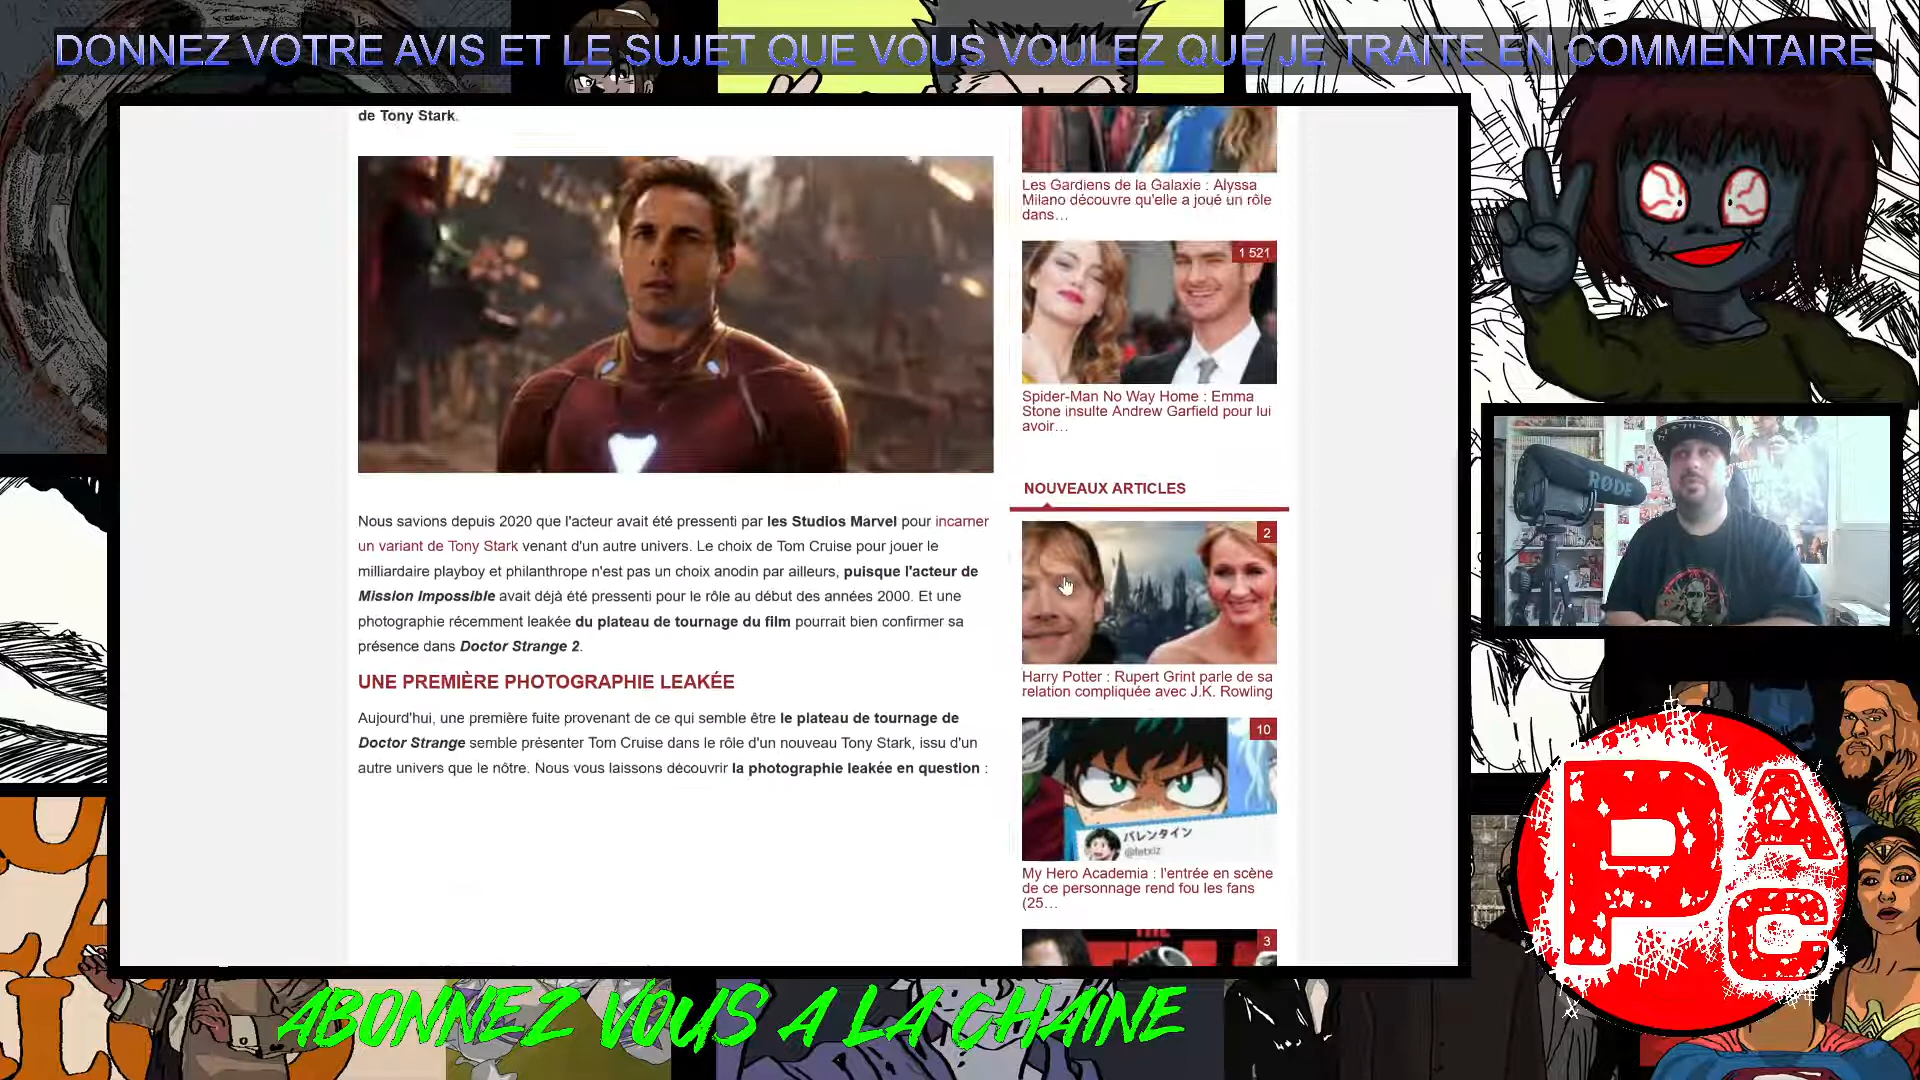 DONNEZ VOTRE AVIS ET LE SUJET QUE VOUS VOULEZ QUE JE TRAITE EN COMMENTAIRE
de Tony Stark.
Nous savions depuis 2020 que l'acteur avait été pressenti par les Studios Marvel pour incarner
un variant de Tony Stark venant d'un autre univers. Le choix de Tom Cruise pour jouer le
milliardaire playboy et philanthrope n'est pas un choix anodin par ailleurs, puisque l'acteur de
Mission Impossible avait déjà été pressenti pour le rôle au début des années 2000. Et une
photographie récemment leakée du plateau de tournage du film pourrait bien confirmer sa
présence dans Doctor Strange 2.
UNE PREMIÈRE PHOTOGRAPHIE LEAKÉE
Aujourd'hui, une première fuite provenant de ce qui semble être le plateau de tournage de
Doctor Strange semble présenter Tom Cruise dans le rôle d'un nouveau Tony Stark, issu d'un
autre univers que le nôtre. Nous vous laissons découvrir la photographie leakée en question :
Les Gardiens de la Galaxie : Alyssa
Milano découvre qu'elle a joué un rôle
dans…
1 521
Spider-Man No Way Home : Emma
Stone insulte Andrew Garfield pour lui
avoir…
NOUVEAUX ARTICLES
2
Harry Potter : Rupert Grint parle de sa
relation compliquée avec J.K. Rowling
10
バレンタイン
@fetxiz
My Hero Academia : l'entrée en scène
de ce personnage rend fou les fans
(25…
3
THE
RØDE
PAC
ABONNEZ VOUS A LA CHAINE